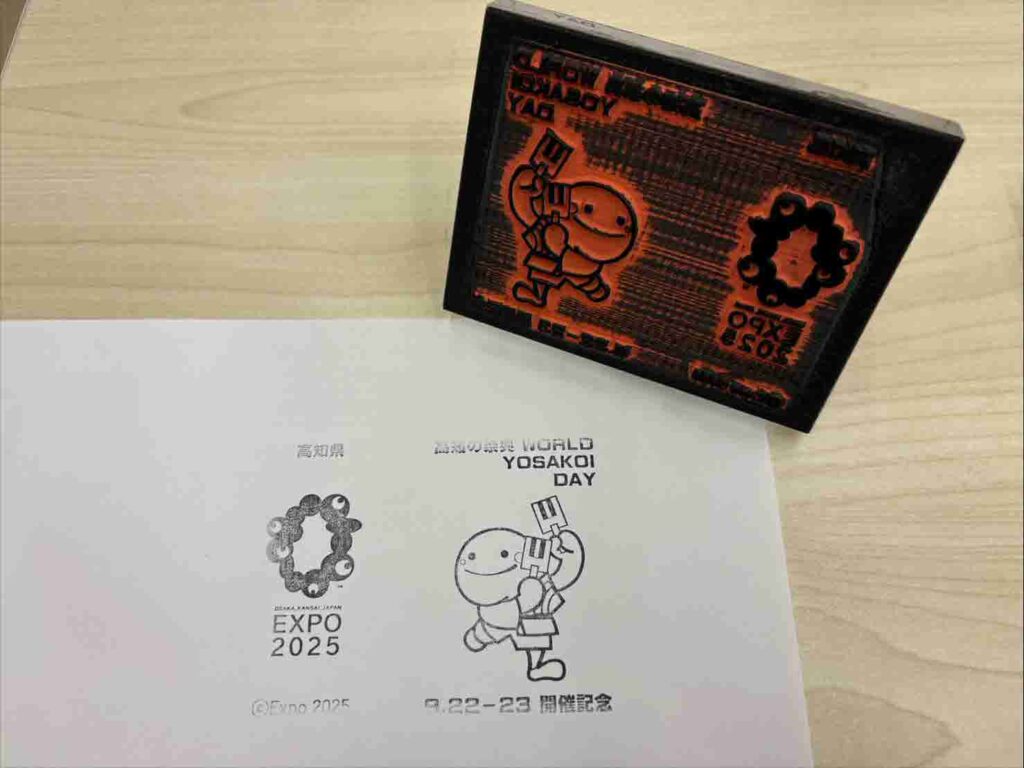 高知県
OSAKA, KANSAI, JAPAN
EXPO
2025
©Expo 2025
高知の祭典 WORLD
YOSAKOI
DAY
9.22-23 開催記念